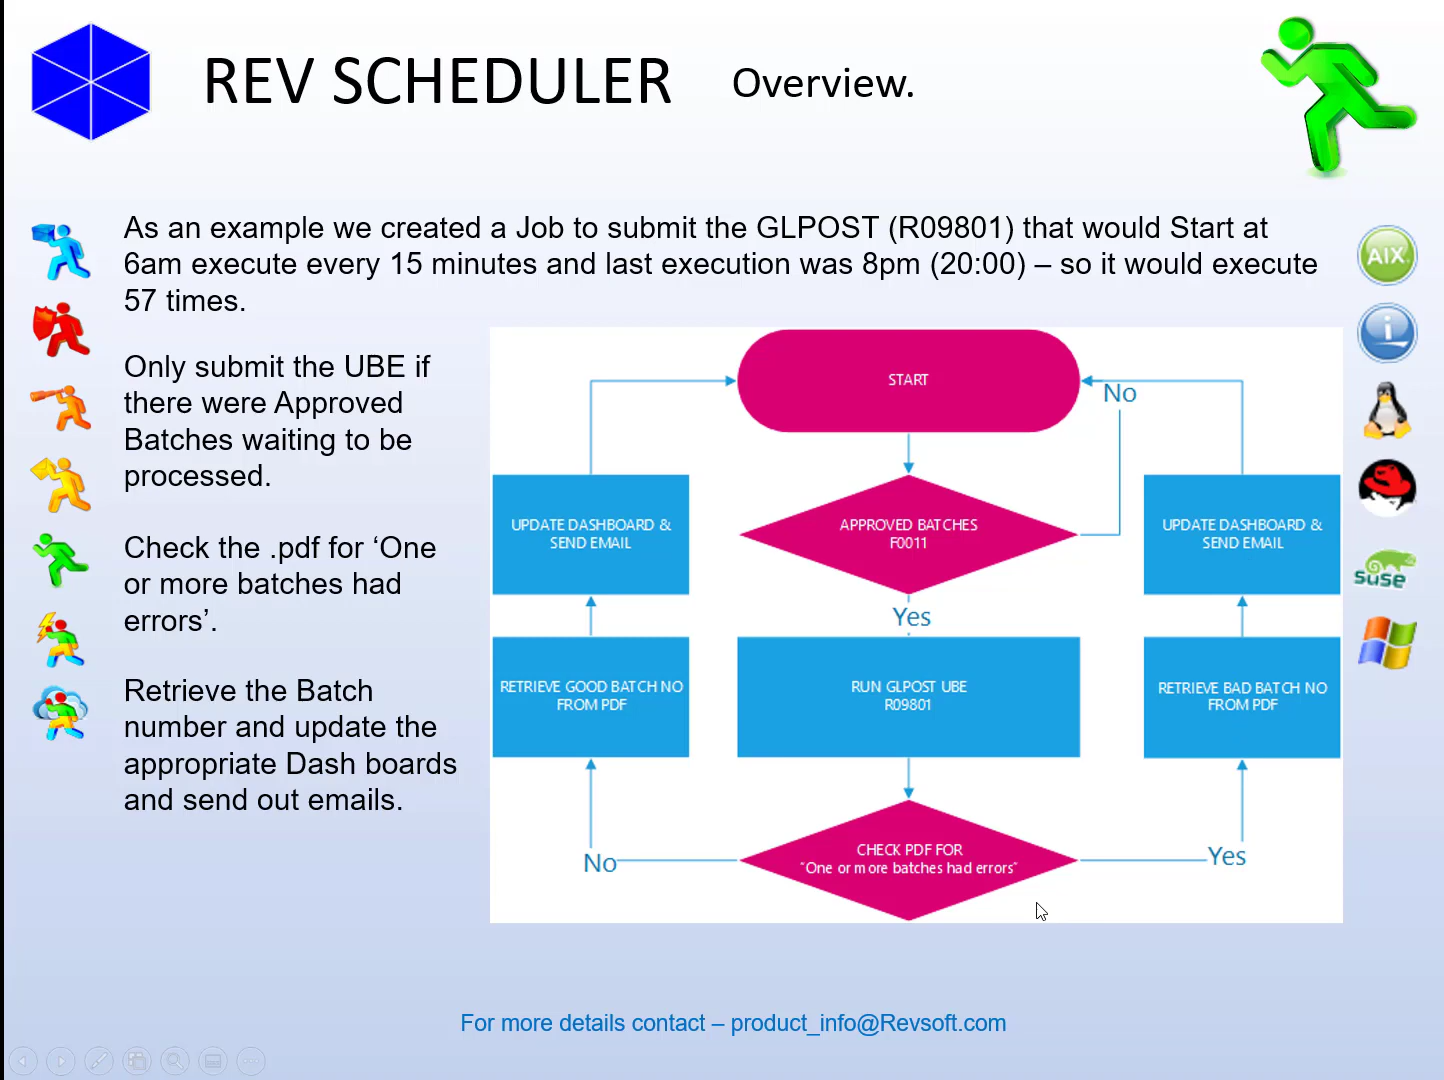 REV SCHEDULER Overview.
As an example we created a Job to submit the GLPOST (R09801) that would Start at
6am execute every 15 minutes and last execution was 8pm (20:00) – so it would execute
57 times.
Only submit the UBE if
there were Approved
Batches waiting to be
processed.
Check the .pdf for ‘One
or more batches had
errors’.
Retrieve the Batch
number and update the
appropriate Dash boards
and send out emails.
START
No
UPDATE DASHBOARD &
SEND EMAIL
APPROVED BATCHES
F0011
UPDATE DASHBOARD &
SEND EMAIL
Yes
RETRIEVE GOOD BATCH NO
FROM PDF
RUN GLPOST UBE
R09801
RETRIEVE BAD BATCH NO
FROM PDF
CHECK PDF FOR
"One or more batches had errors"
No
Yes
AIX
i
SUSE
For more details contact – product_info@Revsoft.com